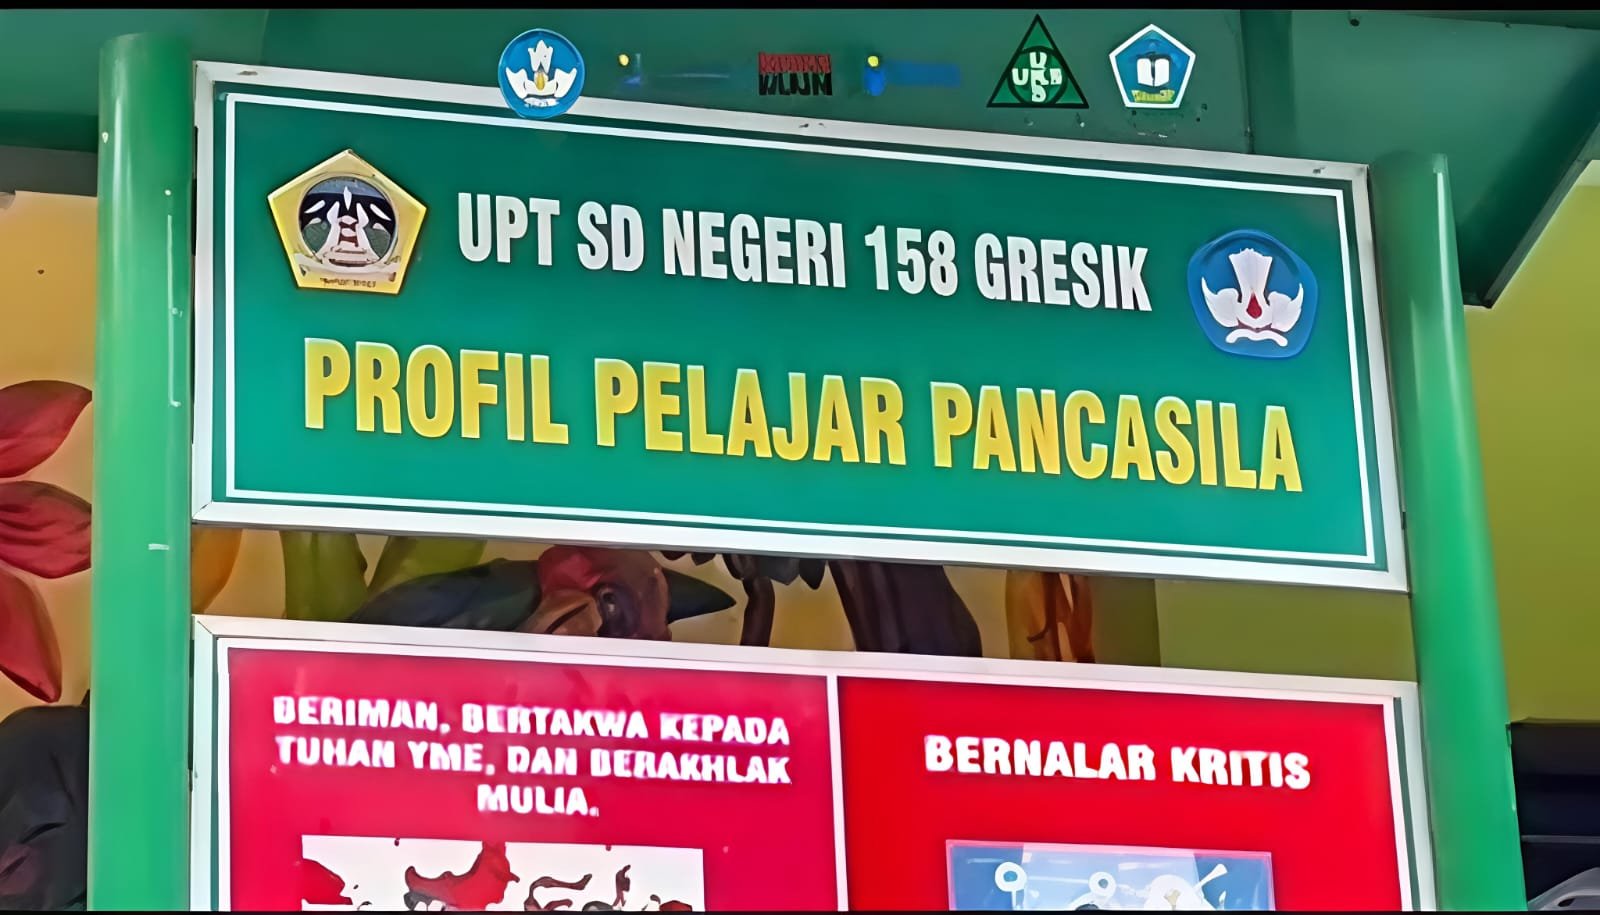 UPT SD NEGERI 158 GRESIK
PROFIL PELAJAR PANCASILA
BERIMAN, BERTAKWA KEPADA
TUHAN YME, DAN BERAKHLAK
MULIA.
BERNALAR KRITIS